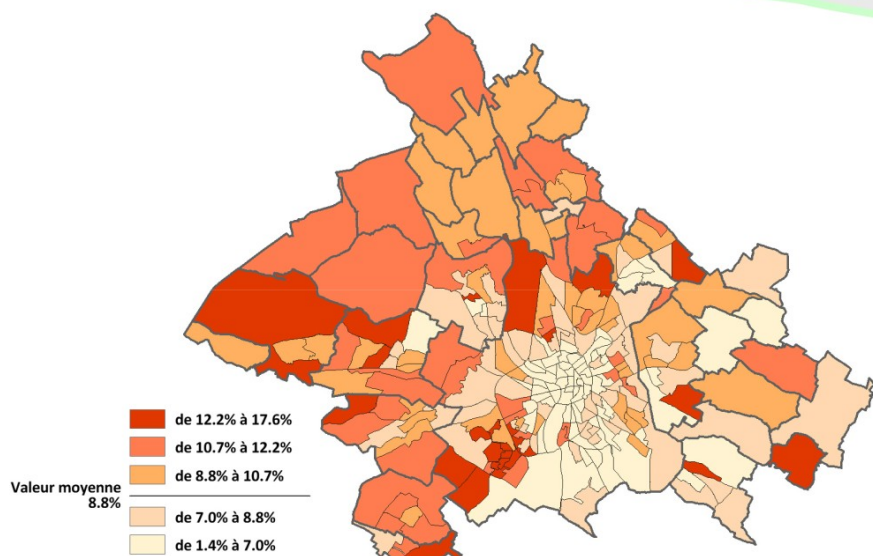 de 12.2% à 17.6%
de 10.7% à 12.2%
de 8.8% à 10.7%
Valeur moyenne
8.8%
de 7.0% à 8.8%
de 1.4% à 7.0%